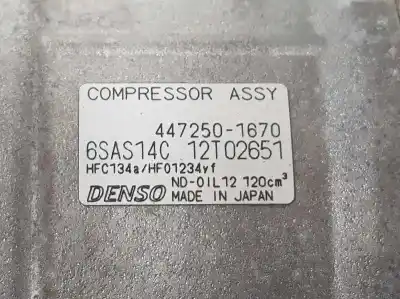 COMPRESSOR ASSY
447250-1670
6SAS14C 12T02651
HFC134a/HFO1234yf
ND-OIL12 120cm³
DENSO MADE IN JAPAN